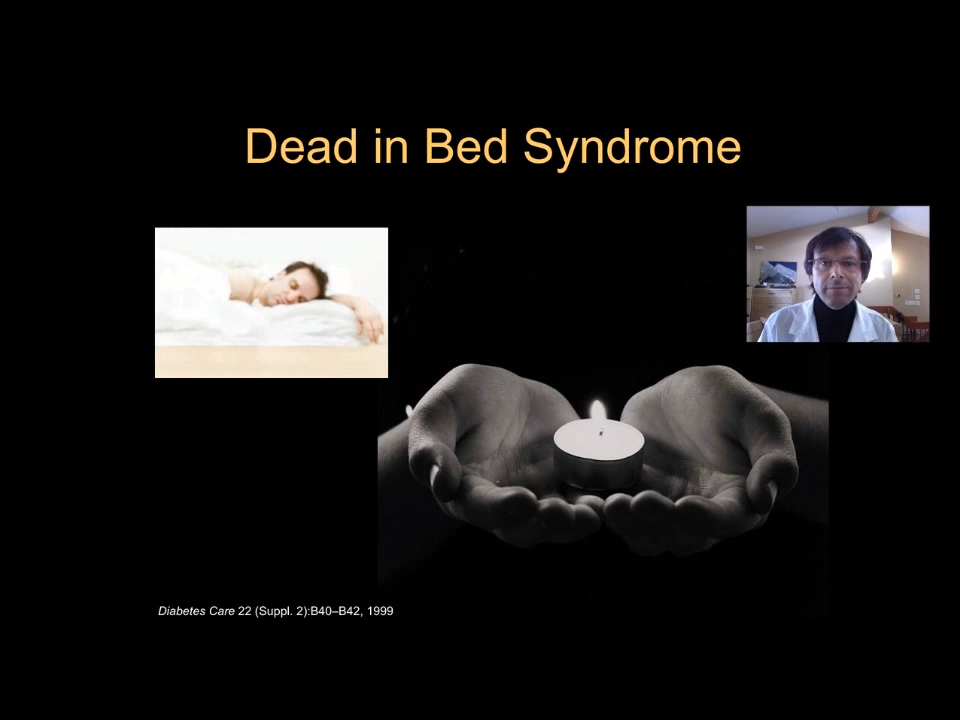 Dead in Bed Syndrome
Diabetes Care 22 (Suppl. 2):B40–B42, 1999